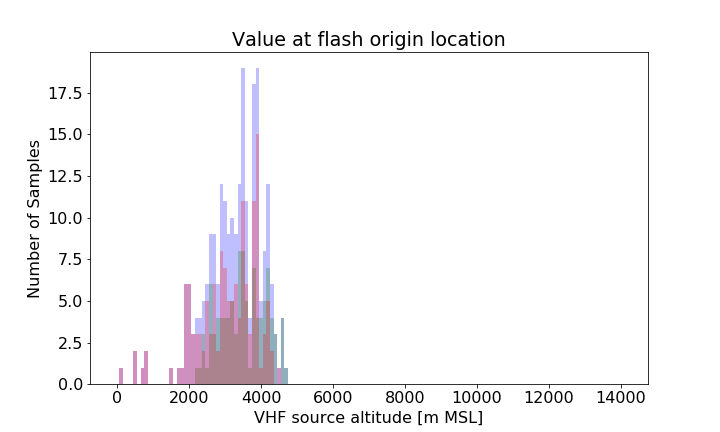 Value at flash origin location
17.5
15.0
12.5
10.0
7.5
5.0
2.5
0.0
Number of Samples
0 2000 4000 6000 8000 10000 12000 14000
VHF source altitude [m MSL]